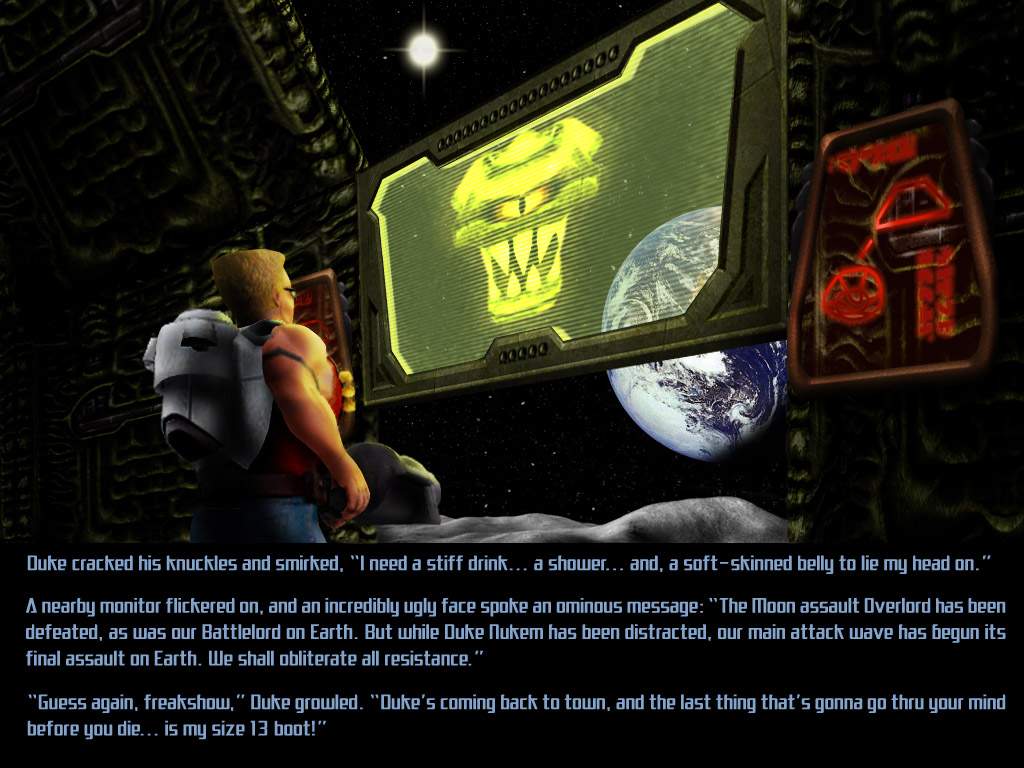 Duke cracked his knuckles and smirked, “I need a stiff drink... a shower... and, a soft-skinned belly to lie my head on.”
A nearby monitor flickered on, and an incredibly ugly face spoke an ominous message: “The Moon assault Overlord has been
defeated, as was our Battlelord on Earth. But while Duke Nukem has been distracted, our main attack wave has begun its
final assault on Earth. We shall obliterate all resistance.”
“Guess again, freakshow,” Duke growled. “Duke's coming back to town, and the last thing that's gonna go thru your mind
before you die... is my size 13 boot!”